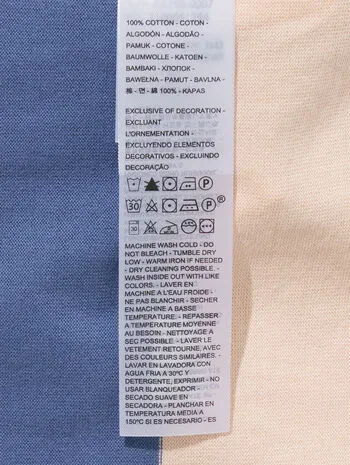 100% COTTON - COTON -
ALGODÓN - ALGODÃO -
PAMUK - COTONE -
BAUMWOLLE - KATOEN -
BAMBAKI - ХЛОПОК -
BAWEŁNA - PAMUT - BAVLNA -
棉 - 면 - 綿 100% - KAPAS
EXCLUSIVE OF DECORATION -
EXCLUANT
L'ORNEMENTATION -
EXCLUYENDO ELEMENTOS
DECORATIVOS - EXCLUINDO
DECORAÇÃO
P
30 P ®
30
MACHINE WASH COLD - DO
NOT BLEACH - TUMBLE DRY
LOW - WARM IRON IF NEEDED
- DRY CLEANING POSSIBLE. -
WASH INSIDE OUT WITH LIKE
COLORS. - LAVER EN
MACHINE A L'EAU FROIDE -
NE PAS BLANCHIR - SECHER
EN MACHINE A BASSE
TEMPERATURE. - REPASSER
A TEMPERATURE MOYENNE
AU BESOIN - NETTOYAGE A
SEC POSSIBLE. - LAVER LE
VETEMENT RETOURNE, AVEC
DES COULEURS SIMILAIRES. -
LAVAR EN LAVADORA CON
AGUA FRIA A 30ºC Y
DETERGENTE, EXPRIMIR - NO
USAR BLANQUEADOR -
SECADO SUAVE EN
SECADORA - PLANCHAR EN
TEMPERATURA MEDIA A
150ºC SI ES NECESARIO - ES